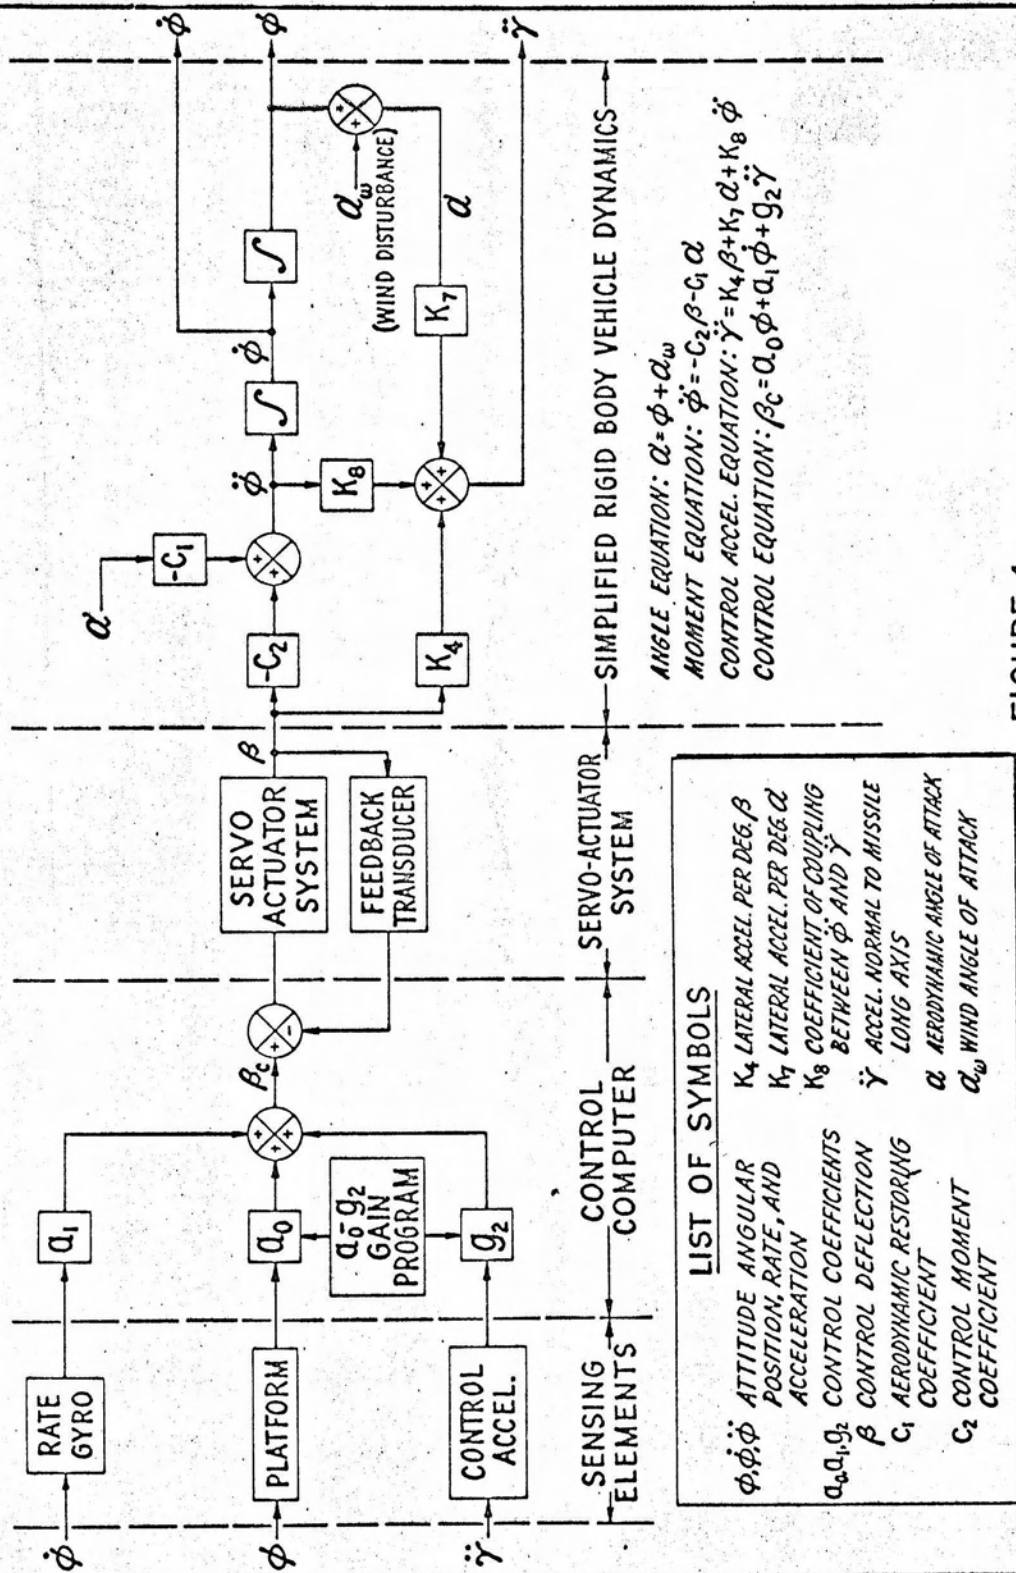 φ̇
RATE
GYRO
a₁
φ
PLATFORM
a₀
a₀-g₂
GAIN
PROGRAM
γ̈
CONTROL
ACCEL.
g₂
+
+
+
β꜀
+
-
SERVO
ACTUATOR
SYSTEM
β
FEEDBACK
TRANSDUCER
-C₂
α
-C₁
+
+
φ̈
∫
φ̇
∫
φ̇
φ
+
+
α_w
(WIND DISTURBANCE)
α
K₇
K₈
K₄
+
+
+
γ̈
SENSING
ELEMENTS
CONTROL
COMPUTER
SERVO-ACTUATOR
SYSTEM
SIMPLIFIED RIGID BODY VEHICLE DYNAMICS
ANGLE EQUATION: α=φ+α_w
MOMENT EQUATION: φ̈=-C₂β-C₁α
CONTROL ACCEL. EQUATION: γ̈=K₄β+K₇α+K₈φ̈
CONTROL EQUATION: β_C=a₀φ+a₁φ̇+g₂γ̈
LIST OF SYMBOLS
φ,φ̇,φ̈ ATTITUDE ANGULAR
POSITION, RATE, AND
ACCELERATION
a₀,a₁,g₂ CONTROL COEFFICIENTS
β CONTROL DEFLECTION
C₁ AERODYNAMIC RESTORING
COEFFICIENT
C₂ CONTROL MOMENT
COEFFICIENT
K₄ LATERAL ACCEL. PER DEG. β
K₇ LATERAL ACCEL. PER DEG. α
K₈ COEFFICIENT OF COUPLING
BETWEEN φ̈ AND γ̈
γ̈ ACCEL. NORMAL TO MISSILE
LONG AXIS
α AERODYNAMIC ANGLE OF ATTACK
α_w WIND ANGLE OF ATTACK